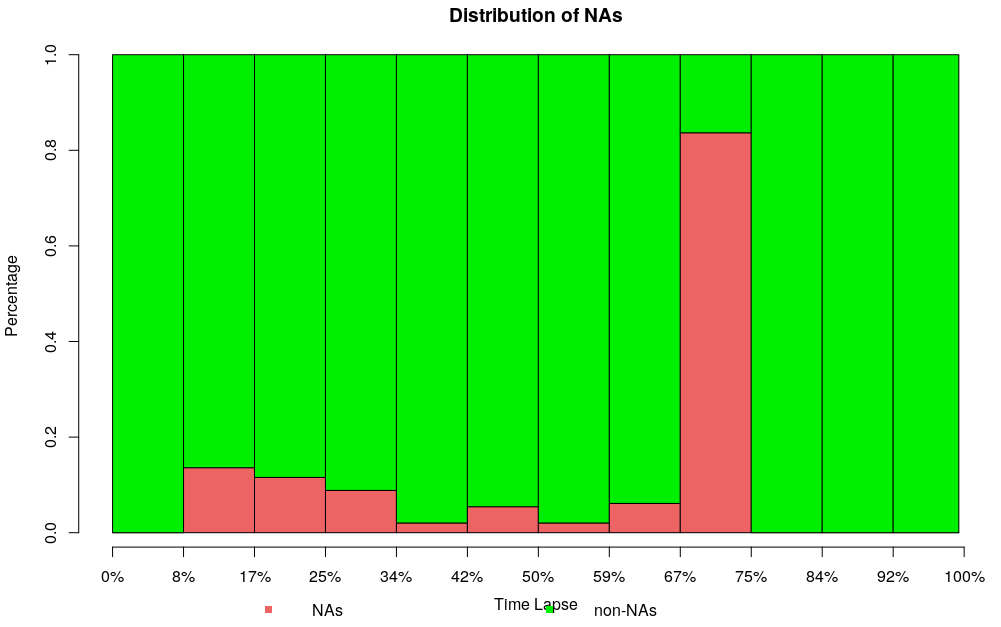 Distribution of NAs
Percentage
1.0
0.8
0.6
0.4
0.2
0.0
0% 8% 17% 25% 34% 42% 50% 59% 67% 75% 84% 92% 100%
Time Lapse
NAs non-NAs